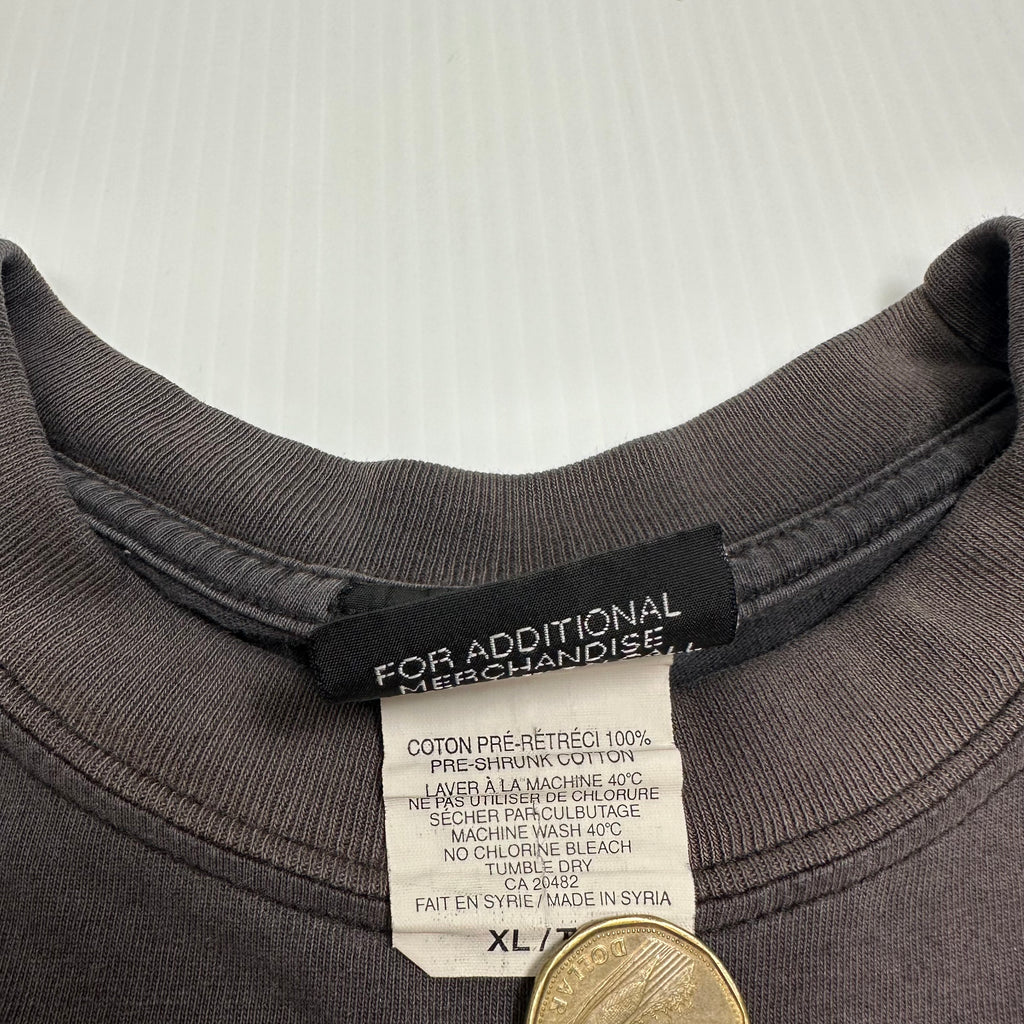 FOR ADDITIONAL
MERCHANDISE
COTON PRÉ-RÉTRÉCI 100%
PRE-SHRUNK COTTON
LAVER À LA MACHINE 40°C
NE PAS UTILISER DE CHLORURE
SÉCHER PAR CULBUTAGE
MACHINE WASH 40°C
NO CHLORINE BLEACH
TUMBLE DRY
CA 20482
FAIT EN SYRIE / MADE IN SYRIA
XL / T
DOLLAR